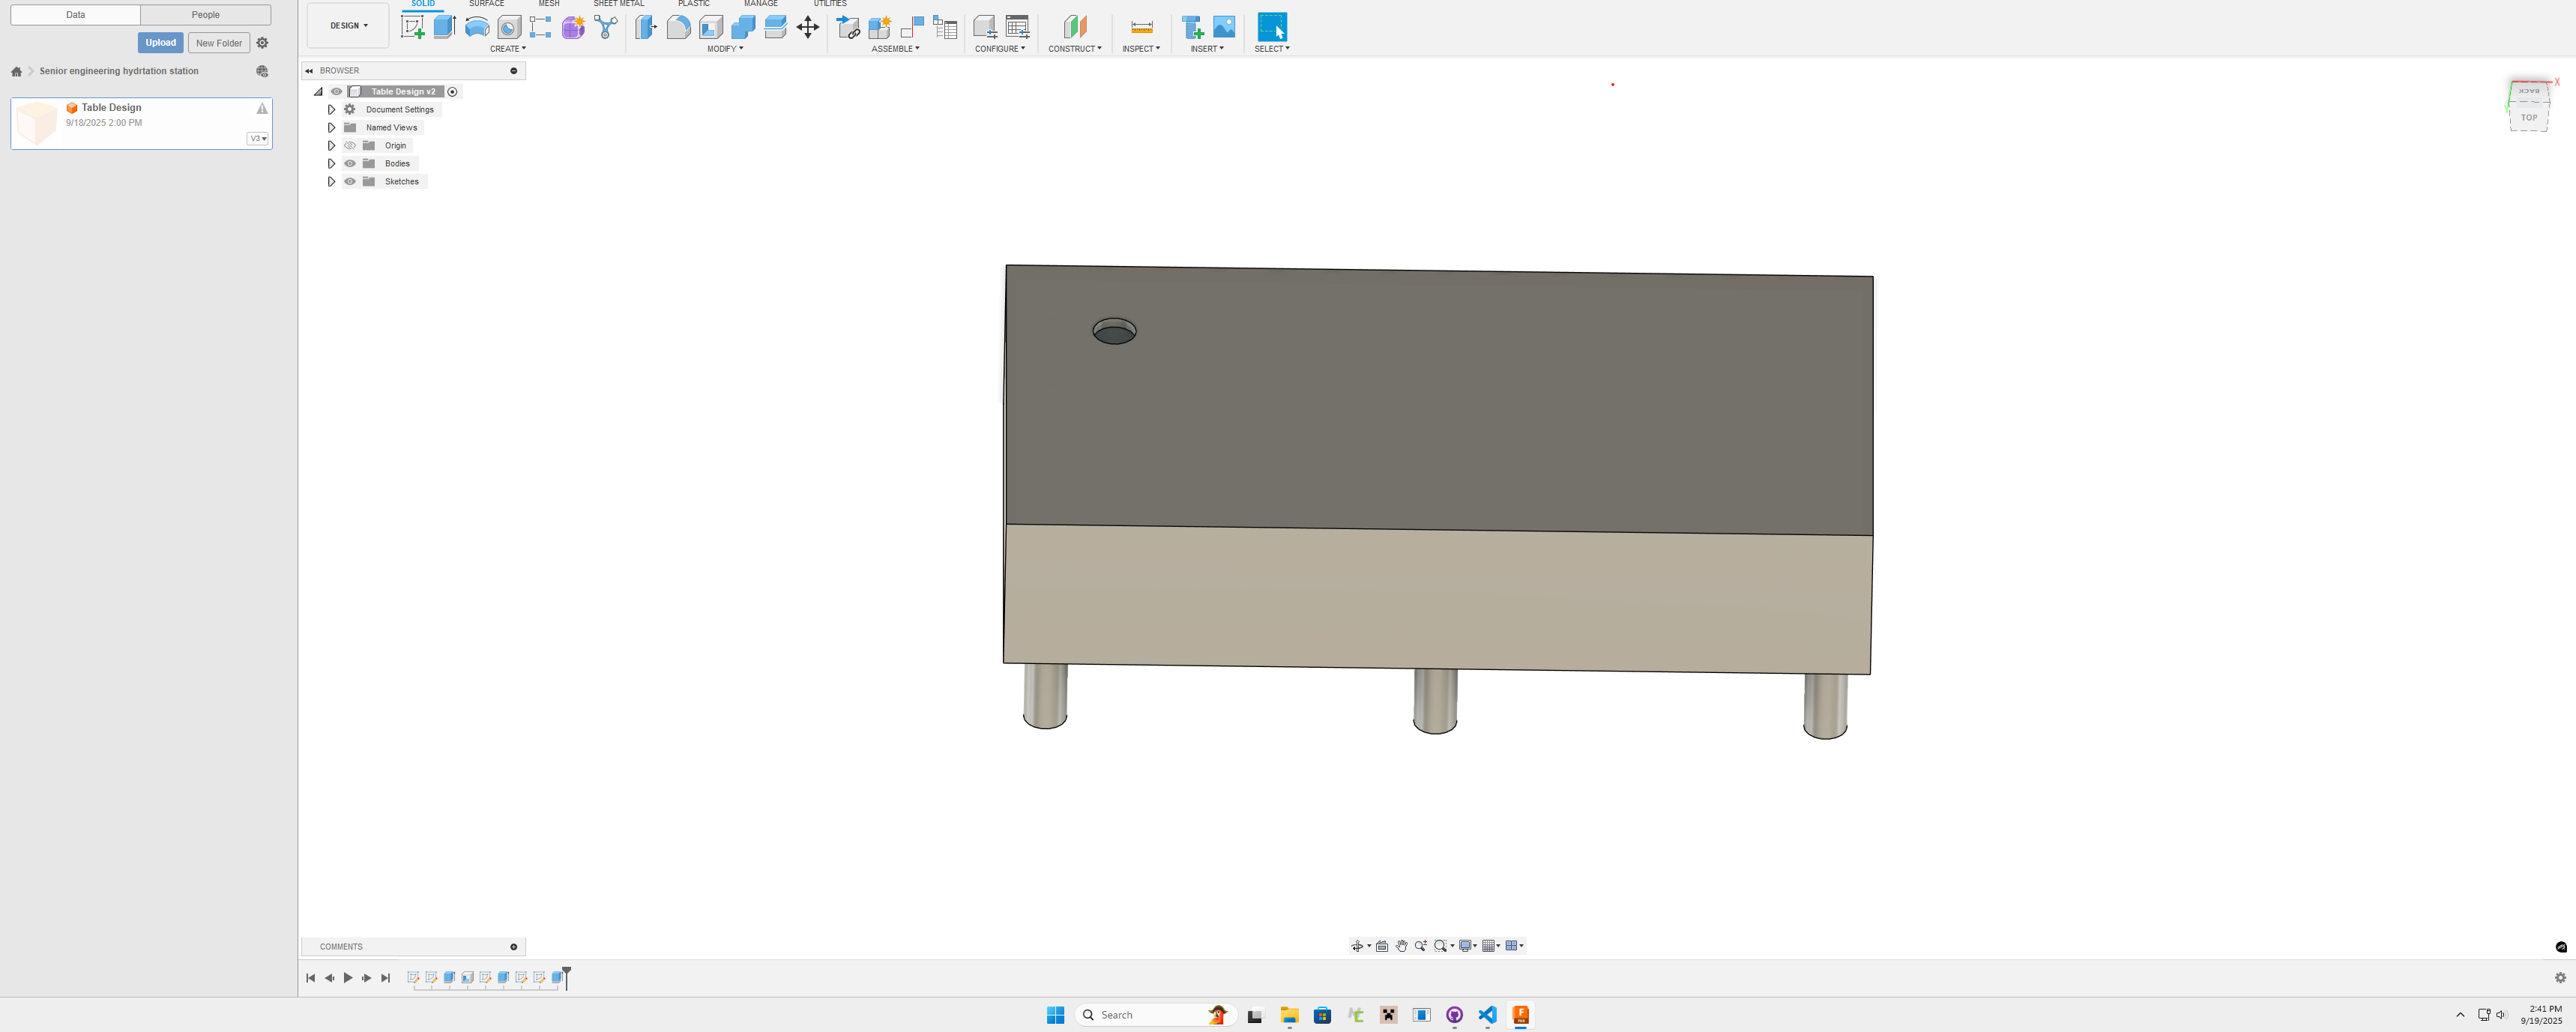 Data People
SOLID SURFACE MESH SHEET METAL PLASTIC MANAGE UTILITIES
DESIGN
Upload New Folder
CREATE MODIFY ASSEMBLE CONFIGURE CONSTRUCT INSPECT INSERT SELECT
Senior engineering hydrtation station
BROWSER
Table Design v2
Table Design
9/18/2025 2:00 PM
V3
Document Settings
Named Views
Origin
Bodies
Sketches
X
BACK
TOP
COMMENTS
Search
2:41 PM
9/19/2025